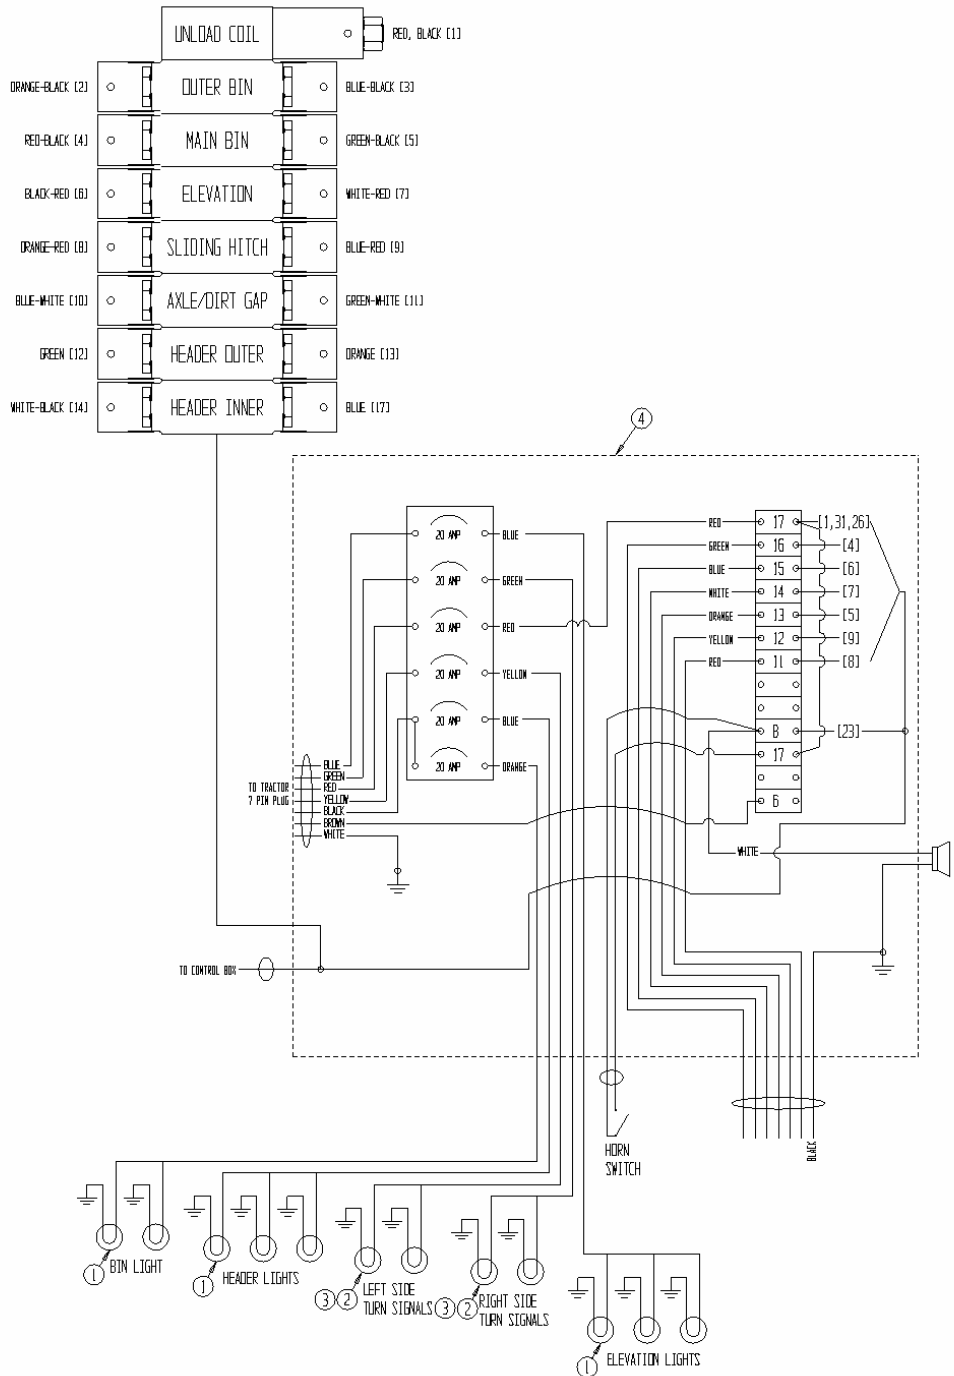 UNLOAD COIL
RED, BLACK [1]
ORANGE-BLACK [2]
OUTER BIN
BLUE-BLACK [3]
RED-BLACK [4]
MAIN BIN
GREEN-BLACK [5]
BLACK-RED [6]
ELEVATION
WHITE-RED [7]
ORANGE-RED [8]
SLIDING HITCH
BLUE-RED [9]
BLUE-WHITE [10]
AXLE/DIRT GAP
GREEN-WHITE [11]
GREEN [12]
HEADER OUTER
ORANGE [13]
WHITE-BLACK [14]
HEADER INNER
BLUE [17]
4
20 AMP
BLUE
20 AMP
GREEN
20 AMP
RED
20 AMP
YELLOW
20 AMP
BLUE
20 AMP
ORANGE
RED
17
[1,31,26]
GREEN
16
[4]
BLUE
15
[6]
WHITE
14
[7]
ORANGE
13
[5]
YELLOW
12
[9]
RED
11
[8]
8
[23]
17
6
TO TRACTOR
7 PIN PLUG
BLUE
GREEN
RED
YELLOW
BLACK
BROWN
WHITE
WHITE
TO CONTROL BOX
HORN
SWITCH
BLACK
1
BIN LIGHT
1
HEADER LIGHTS
3
2
LEFT SIDE
TURN SIGNALS
3
2
RIGHT SIDE
TURN SIGNALS
1
ELEVATION LIGHTS